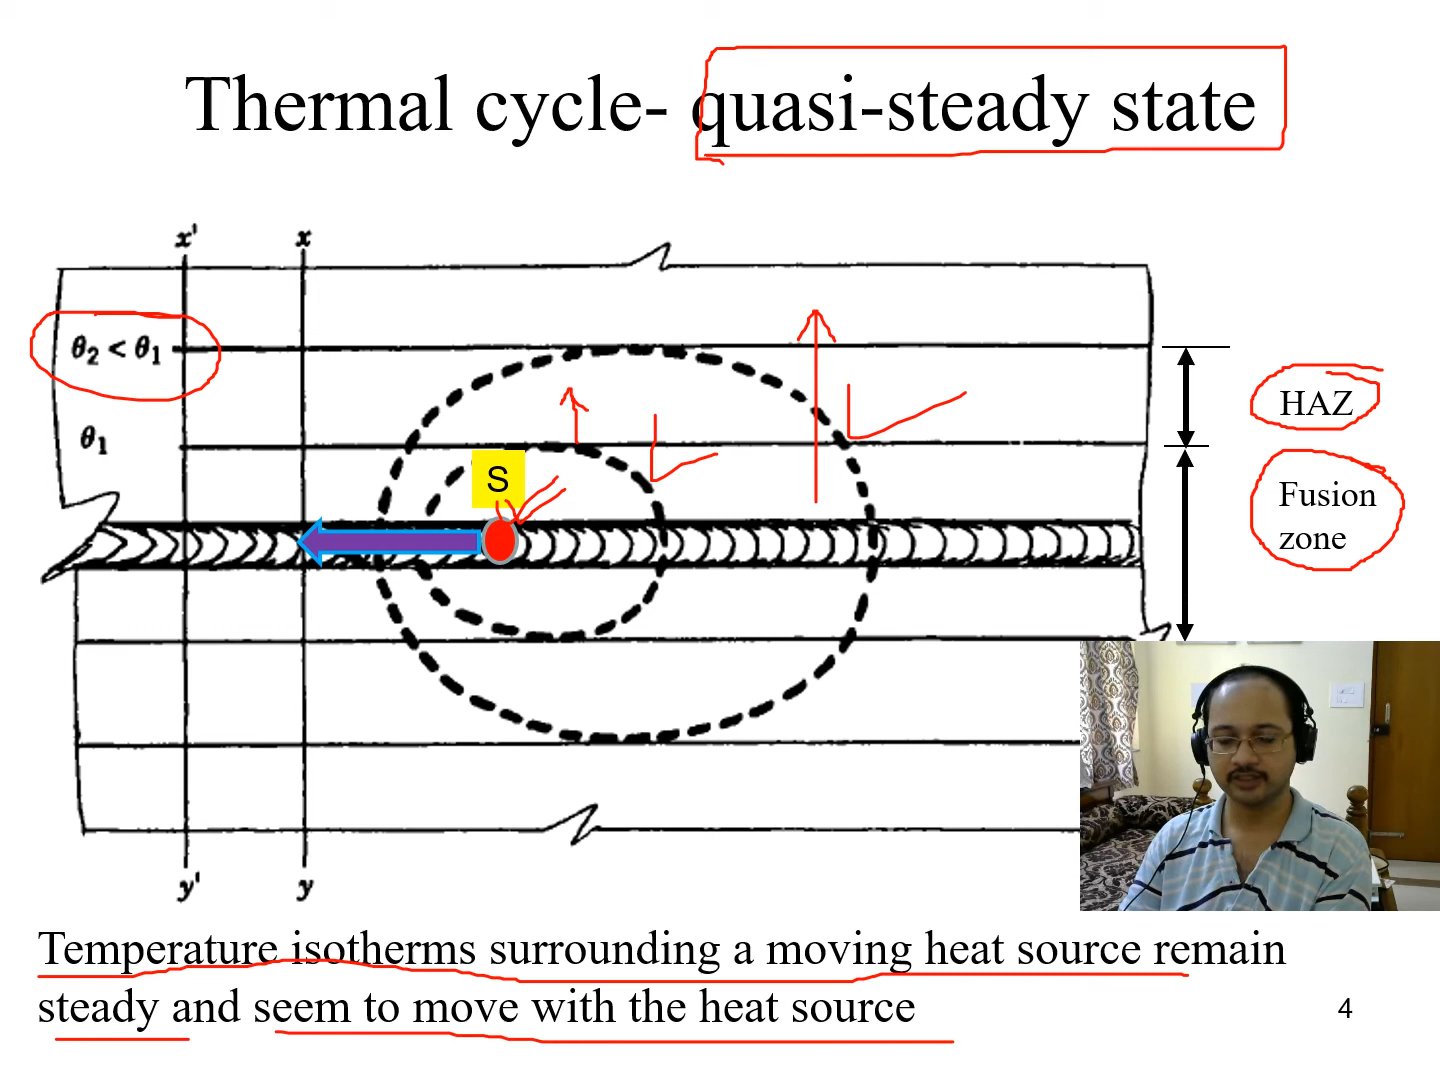 Thermal cycle- quasi-steady state
x' x
θ₂ < θ₁
θ₁
S
HAZ
Fusion
zone
y' y
Temperature isotherms surrounding a moving heat source remain
steady and seem to move with the heat source
4